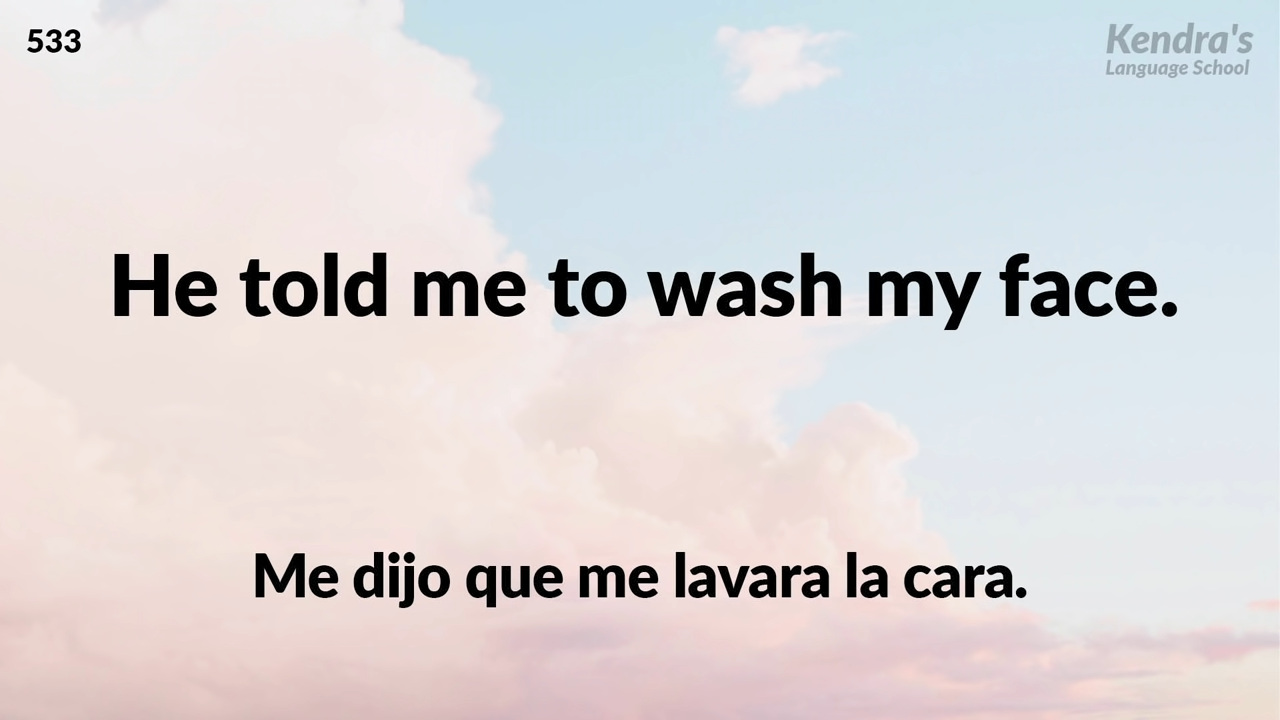 533
Kendra's
Language School
He told me to wash my face.
Me dijo que me lavara la cara.